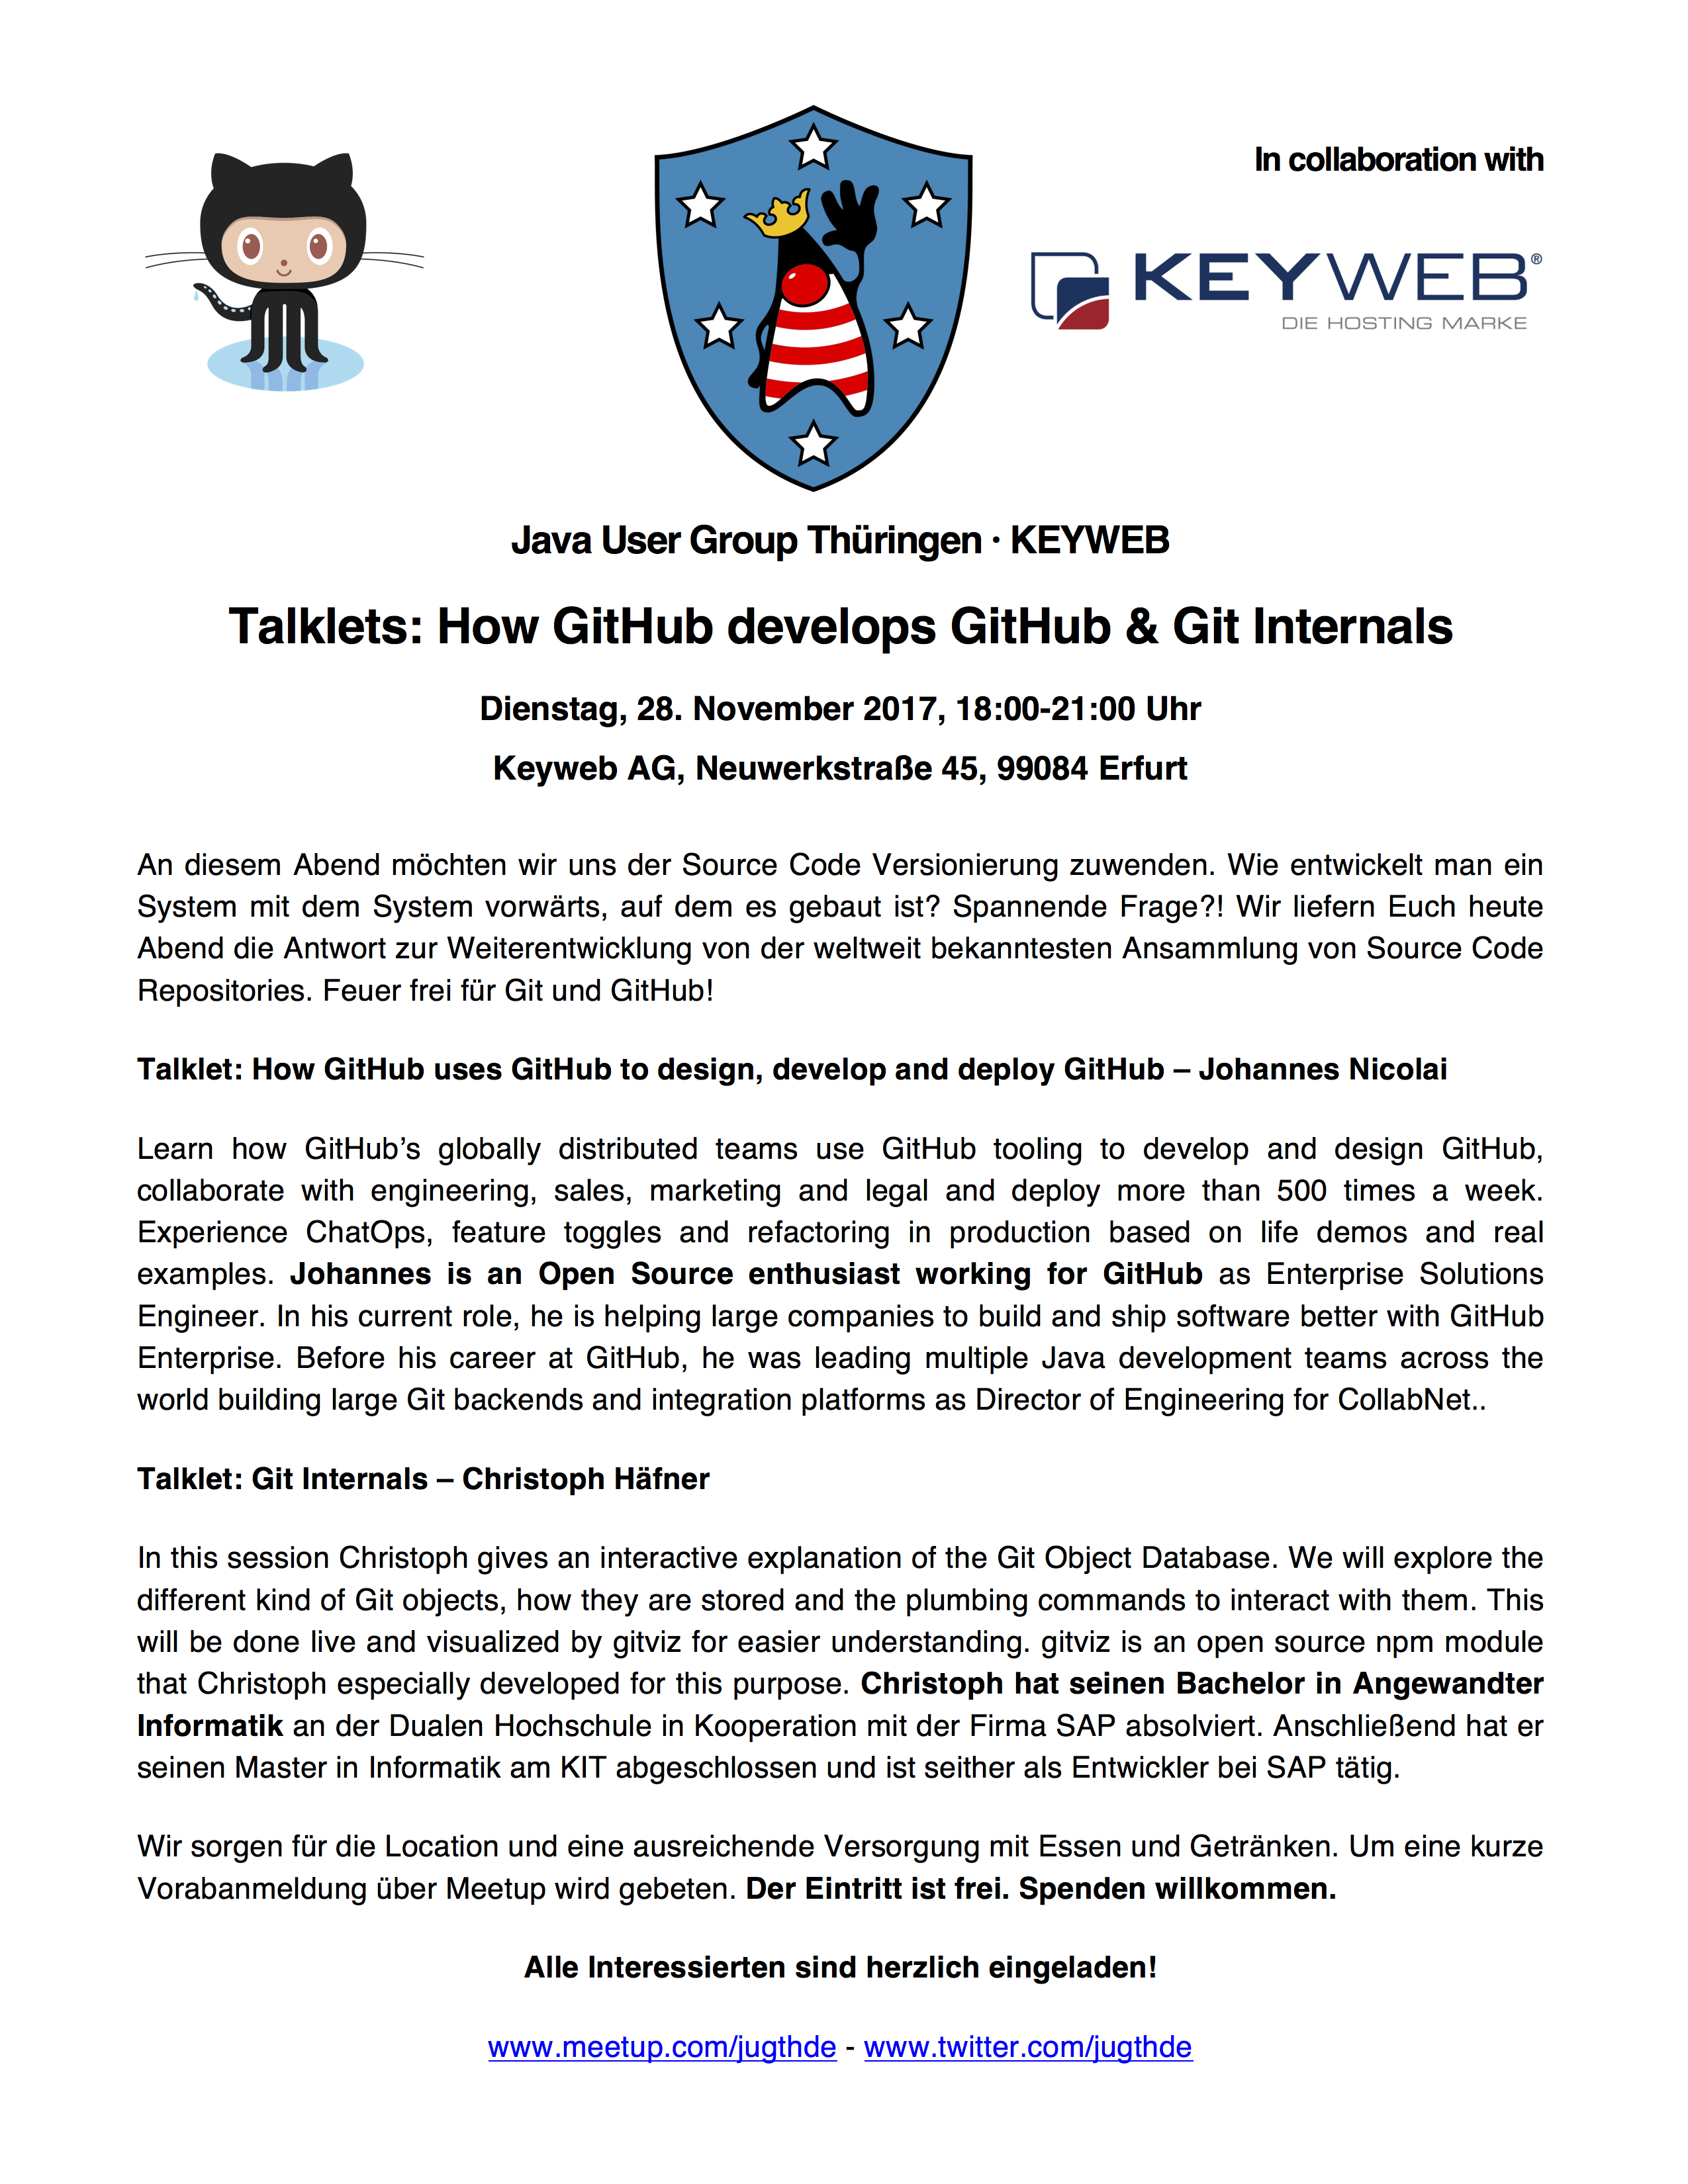 In collaboration with
KEYWEB®
DIE HOSTING MARKE
Java User Group Thüringen · KEYWEB
Talklets: How GitHub develops GitHub & Git Internals
Dienstag, 28. November 2017, 18:00-21:00 Uhr
Keyweb AG, Neuwerkstraße 45, 99084 Erfurt
An diesem Abend möchten wir uns der Source Code Versionierung zuwenden. Wie entwickelt man ein
System mit dem System vorwärts, auf dem es gebaut ist? Spannende Frage?! Wir liefern Euch heute
Abend die Antwort zur Weiterentwicklung von der weltweit bekanntesten Ansammlung von Source Code
Repositories. Feuer frei für Git und GitHub!
Talklet: How GitHub uses GitHub to design, develop and deploy GitHub – Johannes Nicolai
Learn how GitHub’s globally distributed teams use GitHub tooling to develop and design GitHub,
collaborate with engineering, sales, marketing and legal and deploy more than 500 times a week.
Experience ChatOps, feature toggles and refactoring in production based on life demos and real
examples. Johannes is an Open Source enthusiast working for GitHub as Enterprise Solutions
Engineer. In his current role, he is helping large companies to build and ship software better with GitHub
Enterprise. Before his career at GitHub, he was leading multiple Java development teams across the
world building large Git backends and integration platforms as Director of Engineering for CollabNet..
Talklet: Git Internals – Christoph Häfner
In this session Christoph gives an interactive explanation of the Git Object Database. We will explore the
different kind of Git objects, how they are stored and the plumbing commands to interact with them. This
will be done live and visualized by gitviz for easier understanding. gitviz is an open source npm module
that Christoph especially developed for this purpose. Christoph hat seinen Bachelor in Angewandter
Informatik an der Dualen Hochschule in Kooperation mit der Firma SAP absolviert. Anschließend hat er
seinen Master in Informatik am KIT abgeschlossen und ist seither als Entwickler bei SAP tätig.
Wir sorgen für die Location und eine ausreichende Versorgung mit Essen und Getränken. Um eine kurze
Vorabanmeldung über Meetup wird gebeten. Der Eintritt ist frei. Spenden willkommen.
Alle Interessierten sind herzlich eingeladen!
www.meetup.com/jugthde - www.twitter.com/jugthde